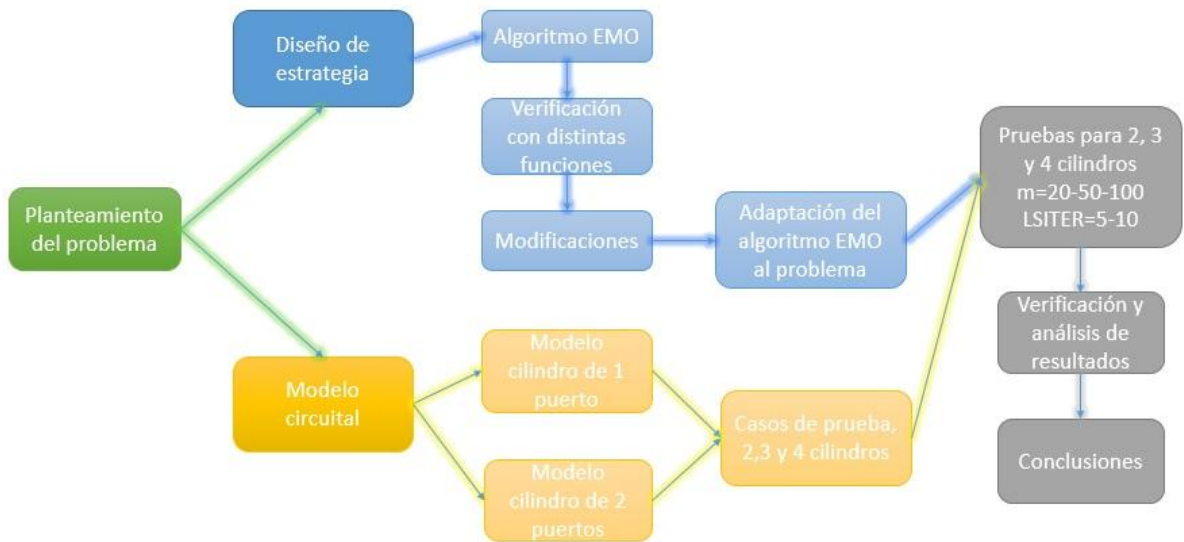 Planteamiento
del problema
Diseño de
estrategia
Algoritmo EMO
Verificación
con distintas
funciones
Modificaciones
Adaptación del
algoritmo EMO
al problema
Modelo
circuital
Modelo
cilindro de 1
puerto
Modelo
cilindro de 2
puertos
Casos de prueba,
2,3 y 4 cilindros
Pruebas para 2, 3
y 4 cilindros
m=20-50-100
LSITER=5-10
Verificación y
análisis de
resultados
Conclusiones